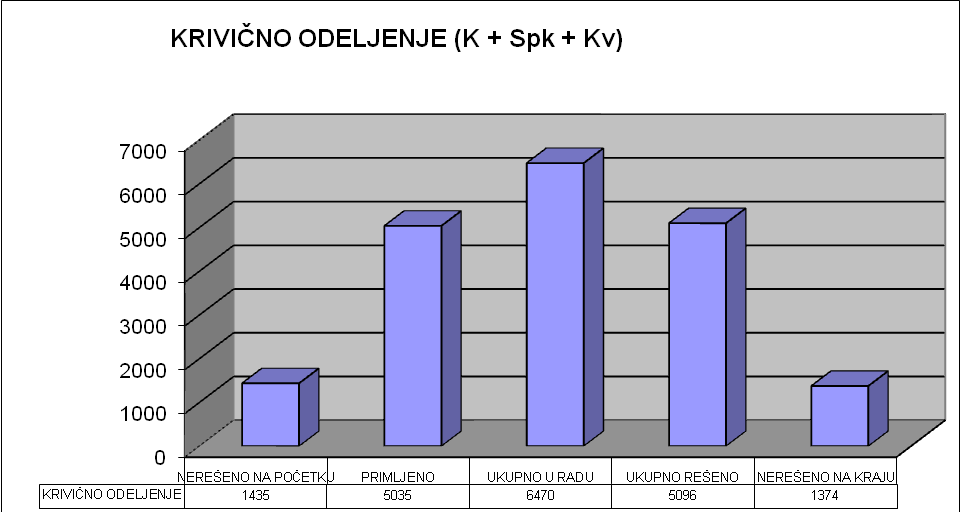 KRIVIČNO ODELJENJE (K + Spk + Kv)
7000
6000
5000
4000
3000
2000
1000
0
NEREŠENO NA POČETKU PRIMLJENO UKUPNO U RADU UKUPNO REŠENO NEREŠENO NA KRAJU
KRIVIČNO ODELJENJE 1435 5035 6470 5096 1374